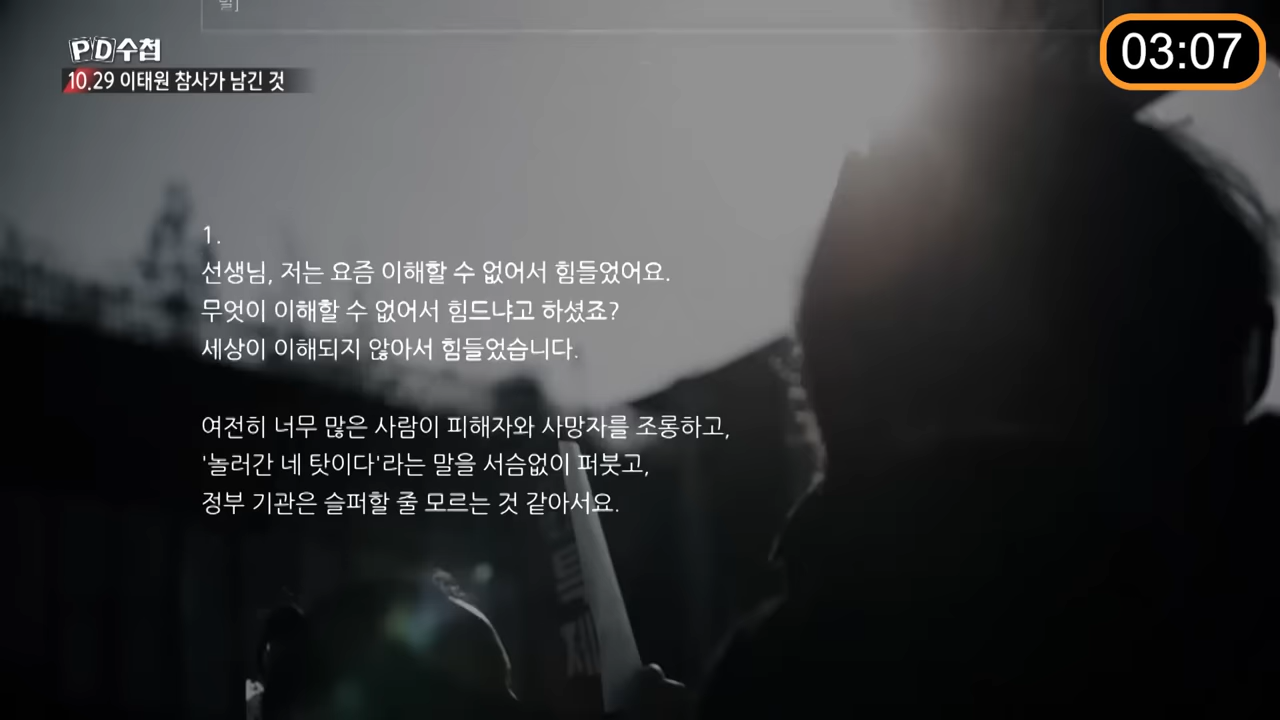 PD수첩
10.29 이태원 참사가 남긴 것
03:07
1.
선생님, 저는 요즘 이해할 수 없어서 힘들었어요.
무엇이 이해할 수 없어서 힘드냐고 하셨죠?
세상이 이해되지 않아서 힘들었습니다.
여전히 너무 많은 사람이 피해자와 사망자를 조롱하고,
'놀러간 네 탓이다'라는 말을 서슴없이 퍼붓고,
정부 기관은 슬퍼할 줄 모르는 것 같아서요.